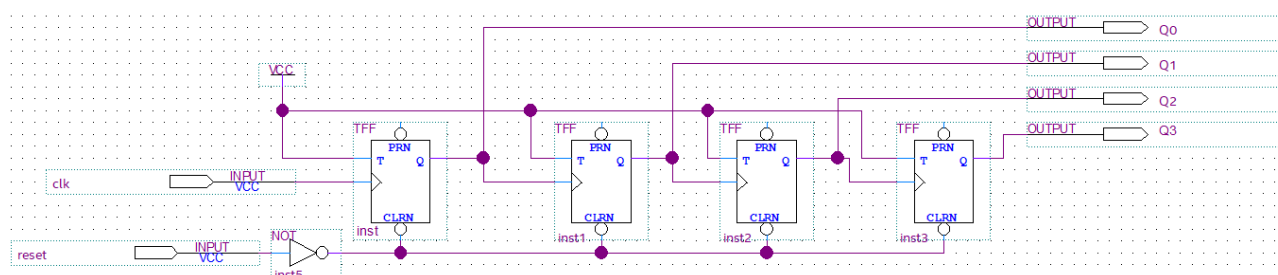 OUTPUT
Q0
OUTPUT
Q1
VCC
OUTPUT
Q2
TFF
TFF
TFF
TFF
OUTPUT
Q3
PRN
PRN
PRN
PRN
T Q
T Q
T Q
T Q
clk
INPUT
VCC
CLRN
CLRN
CLRN
CLRN
inst
inst1
inst2
inst3
reset
INPUT
VCC
NOT
inst5